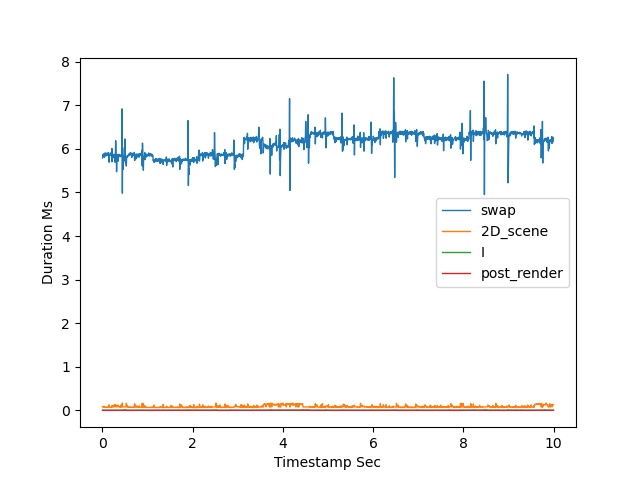 8
7
6
5
4
3
2
1
0
Duration Ms
swap
2D_scene
I
post_render
0 2 4 6 8 10
Timestamp Sec